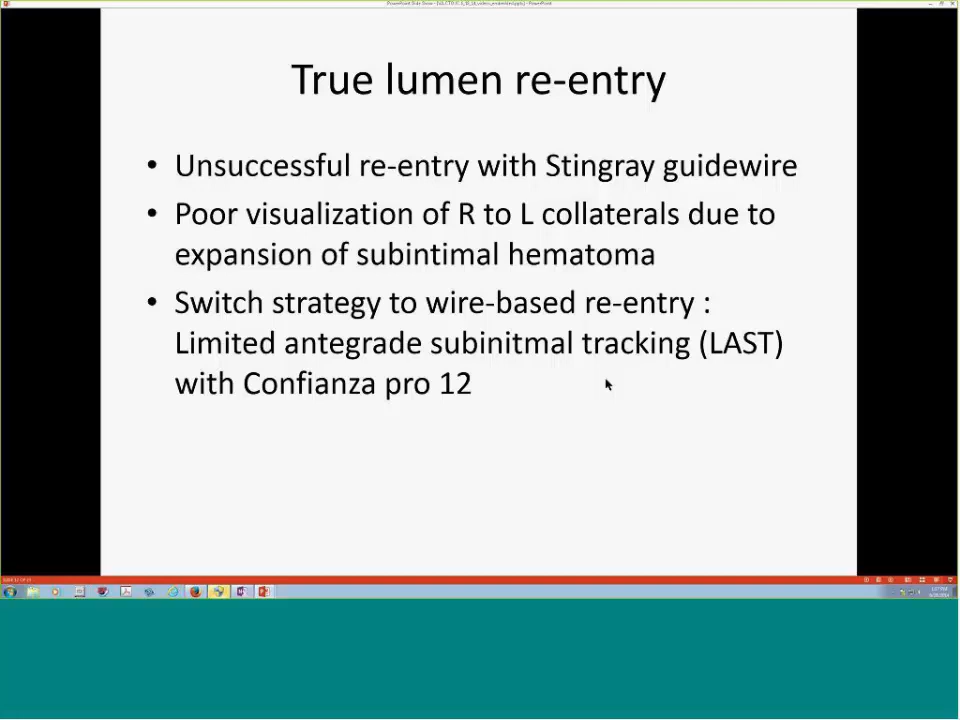 True lumen re-entry
• Unsuccessful re-entry with Stingray guidewire
• Poor visualization of R to L collaterals due to
expansion of subintimal hematoma
• Switch strategy to wire-based re-entry :
Limited antegrade subinitmal tracking (LAST)
with Confianza pro 12